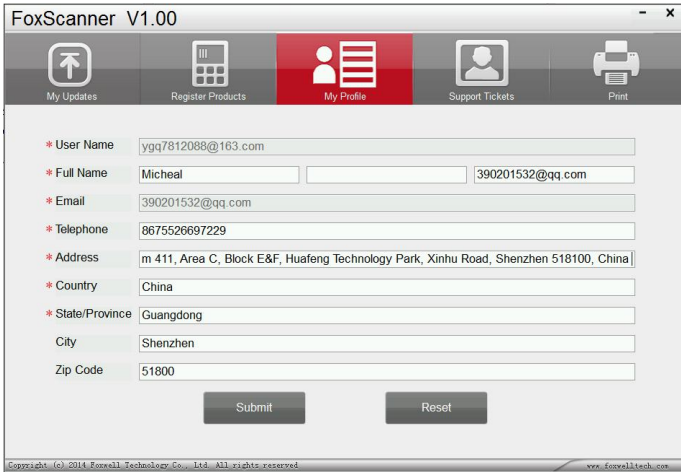 FoxScanner V1.00
My Updates Register Products My Profile Support Tickets Print
* User Name ygq7812088@163.com
* Full Name Micheal 390201532@qq.com
* Email 390201532@qq.com
* Telephone 8675526697229
* Address m 411, Area C, Block E&F, Huafeng Technology Park, Xinhu Road, Shenzhen 518100, China
* Country China
* State/Province Guangdong
City Shenzhen
Zip Code 51800
Submit Reset
Copyright (c) 2014 Foxwell Technology Co., Ltd. All rights reserved www.foxwelltech.com